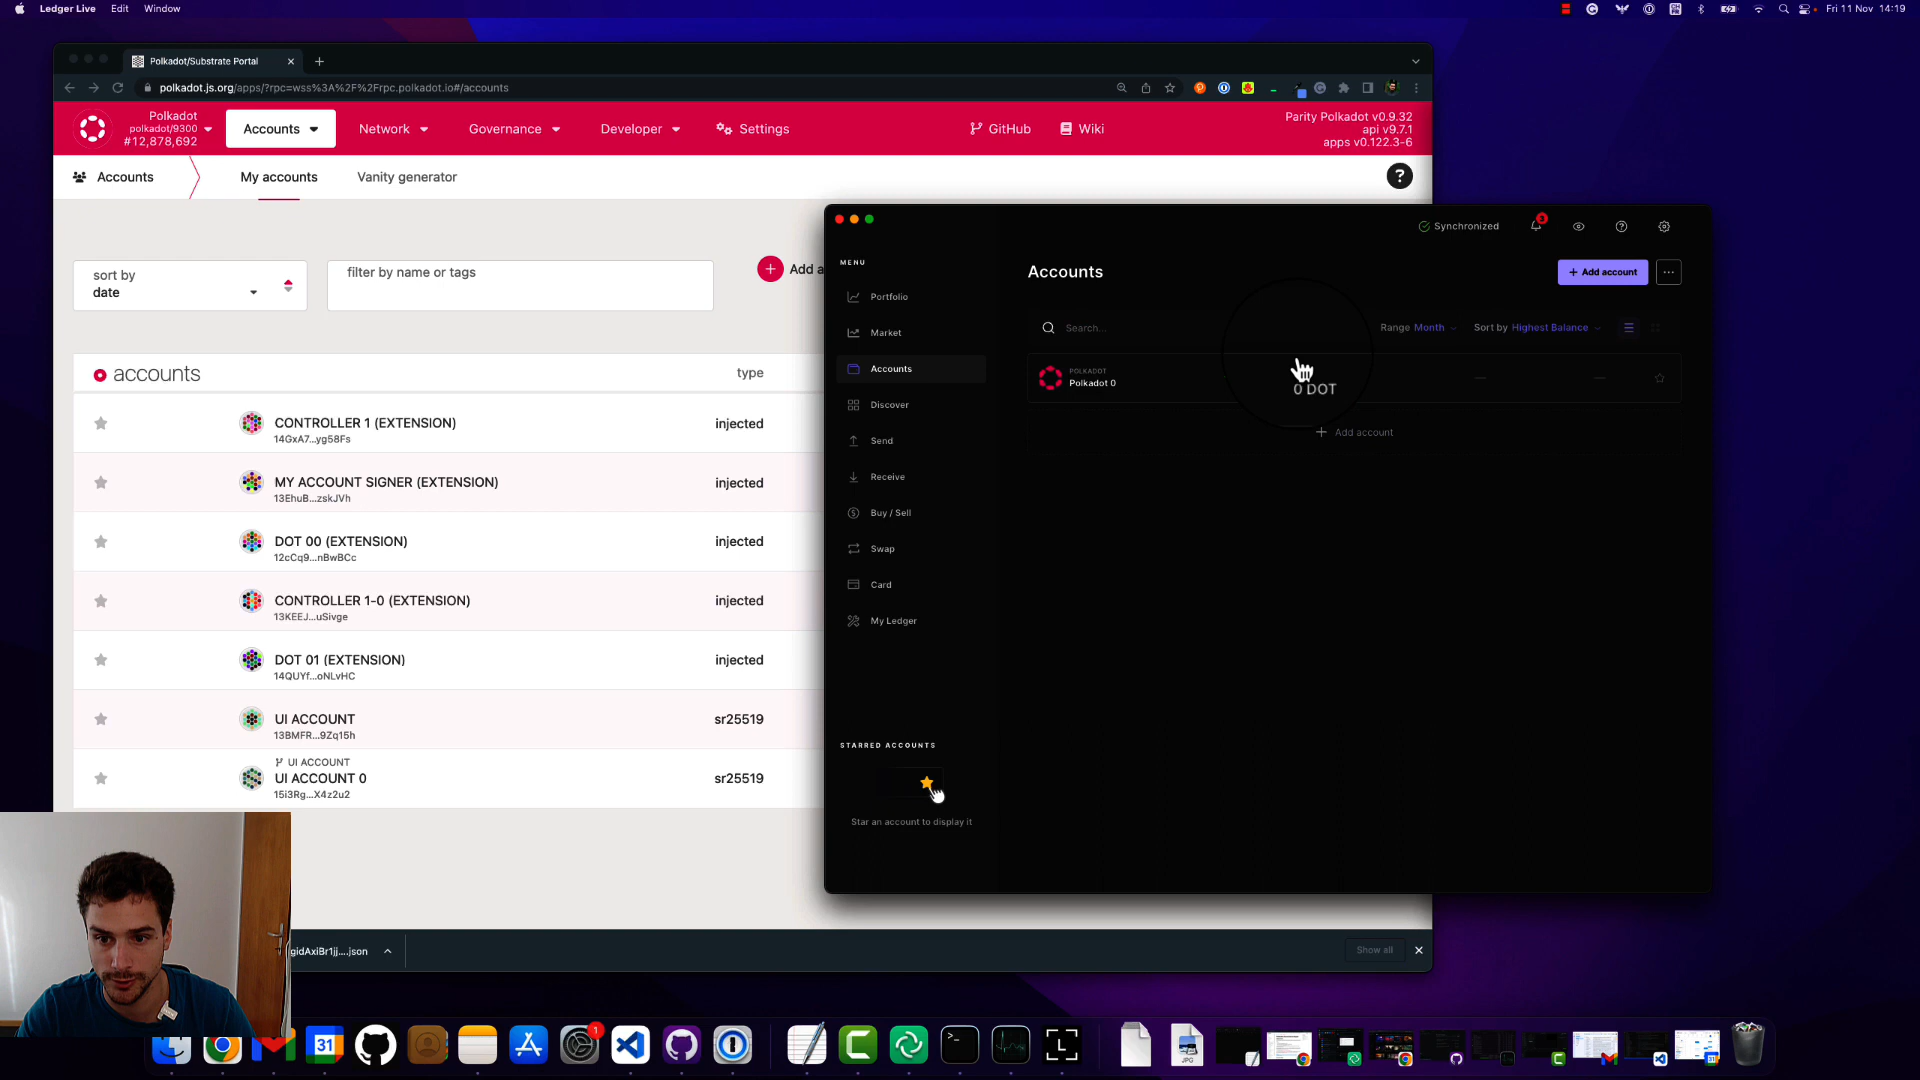 Ledger Live Edit Window
Fri 11 Nov 14:19
Polkadot/Substrate Portal
polkadot.js.org/apps/?rpc=wss%3A%2F%2Frpc.polkadot.io#/accounts
Polkadot
polkadot/9300
#12,878,692
Accounts
Network
Governance
Developer
Settings
GitHub
Wiki
Parity Polkadot v0.9.32
api v9.7.1
apps v0.122.3-6
Accounts
My accounts
Vanity generator
?
sort by
date
filter by name or tags
Add a
accounts
type
CONTROLLER 1 (EXTENSION)
14GxA7...yg58Fs
injected
MY ACCOUNT SIGNER (EXTENSION)
13EhuB...zskJVh
injected
DOT 00 (EXTENSION)
12cCq9...nBwBCc
injected
CONTROLLER 1-0 (EXTENSION)
13KEEJ...uSivge
injected
DOT 01 (EXTENSION)
14QUYf...oNLvHC
injected
UI ACCOUNT
13BMFR...9Zq15h
sr25519
UI ACCOUNT
UI ACCOUNT 0
15i3Rg...X4z2u2
sr25519
gidAxiBr1jj....json
Show all
Synchronized
3
MENU
Portfolio
Market
Accounts
Discover
Send
Receive
Buy / Sell
Swap
Card
My Ledger
STARRED ACCOUNTS
Star an account to display it
Accounts
+ Add account
Search...
Range Month
Sort by Highest Balance
POLKADOT
Polkadot 0
0 DOT
+ Add account
1
31
JPG